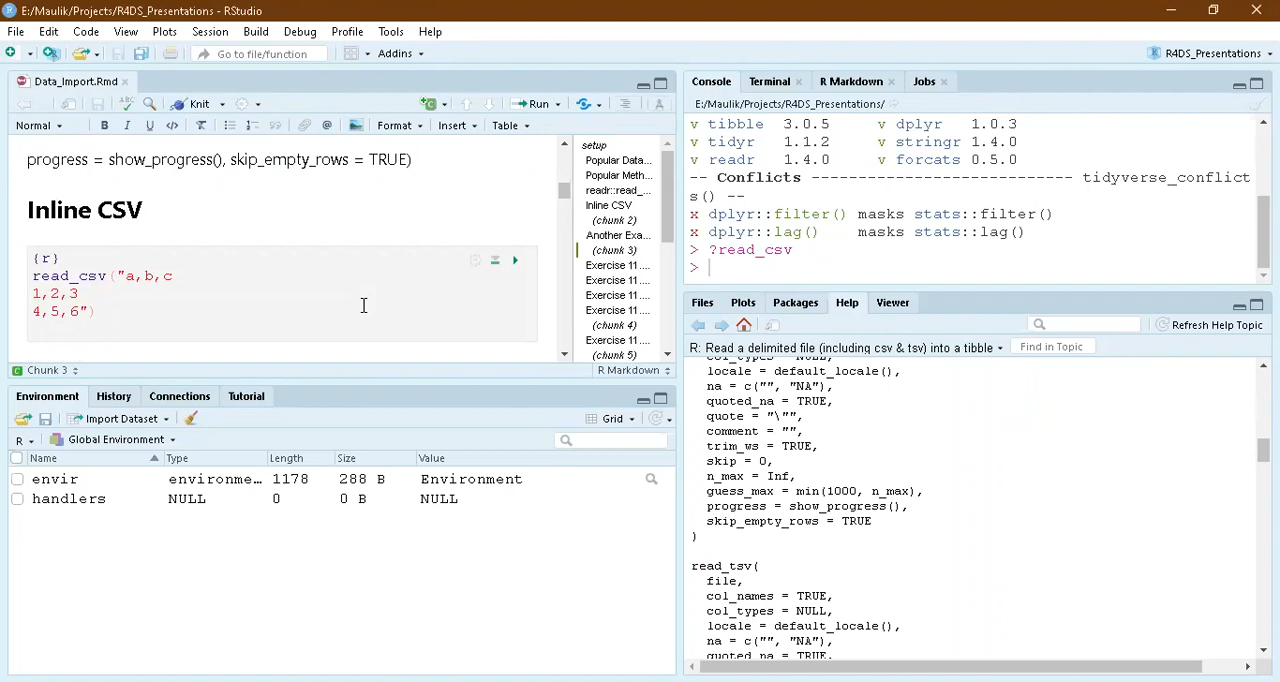 E:/Maulik/Projects/R4DS_Presentations - RStudio
File Edit Code View Plots Session Build Debug Profile Tools Help
Go to file/function Addins R4DS_Presentations
Data_Import.Rmd
Knit Run
Normal B I U Format Insert Table
progress = show_progress(), skip_empty_rows = TRUE)
Inline CSV
{r}
read_csv("a,b,c
1,2,3
4,5,6")
setup
Popular Data...
Popular Meth...
readr::read_...
Inline CSV
(chunk 2)
Another Exa...
(chunk 3)
Exercise 11....
Exercise 11....
Exercise 11....
Exercise 11....
(chunk 4)
Exercise 11....
(chunk 5)
Chunk 3 R Markdown
Environment History Connections Tutorial
Import Dataset Grid
R Global Environment
Name Type Length Size Value
envir environme... 1178 288 B Environment
handlers NULL 0 0 B NULL
Console Terminal R Markdown Jobs
E:/Maulik/Projects/R4DS_Presentations/
v tibble 3.0.5 v dplyr 1.0.3
v tidyr 1.1.2 v stringr 1.4.0
v readr 1.4.0 v forcats 0.5.0
-- Conflicts ---------------------------- tidyverse_conflict
s() --
x dplyr::filter() masks stats::filter()
x dplyr::lag() masks stats::lag()
> ?read_csv
>
Files Plots Packages Help Viewer
Refresh Help Topic
R: Read a delimited file (including csv & tsv) into a tibble Find in Topic
col_types = NULL,
locale = default_locale(),
na = c("", "NA"),
quoted_na = TRUE,
quote = "\"",
comment = "",
trim_ws = TRUE,
skip = 0,
n_max = Inf,
guess_max = min(1000, n_max),
progress = show_progress(),
skip_empty_rows = TRUE
)
read_tsv(
file,
col_names = TRUE,
col_types = NULL,
locale = default_locale(),
na = c("", "NA"),
quoted_na = TRUE,